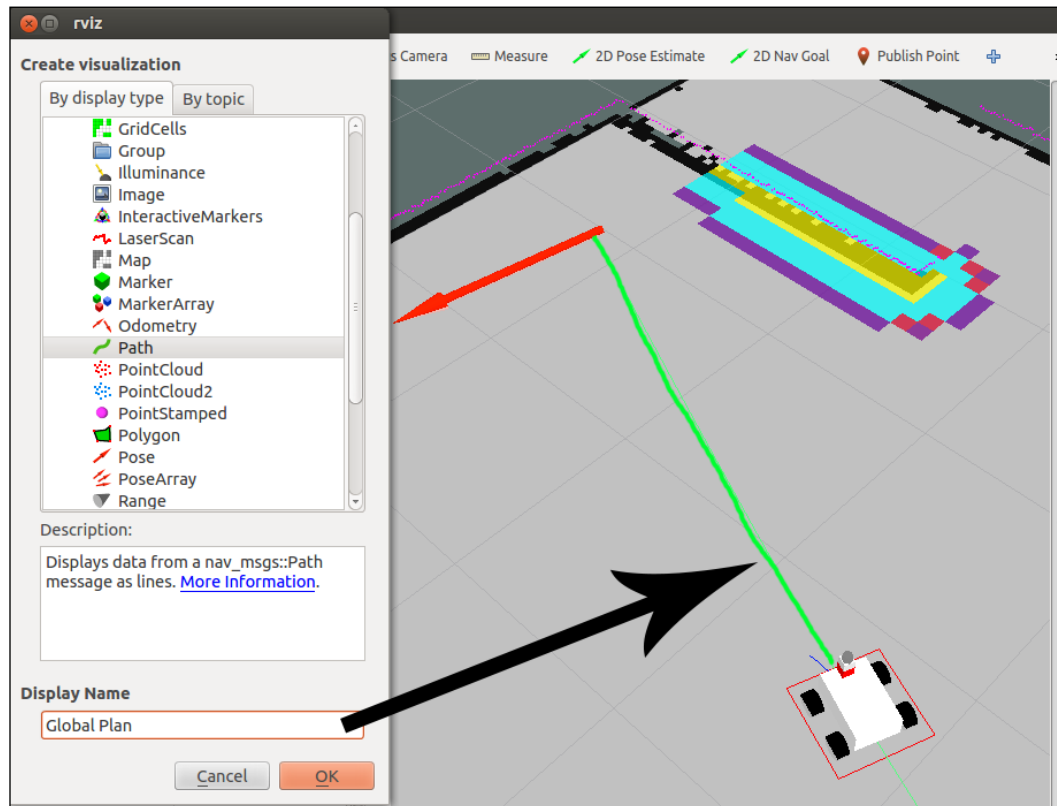 rviz
Create visualization
By display type
By topic
GridCells
Group
Illuminance
Image
InteractiveMarkers
LaserScan
Map
Marker
MarkerArray
Odometry
Path
PointCloud
PointCloud2
PointStamped
Polygon
Pose
PoseArray
Range
Description:
Displays data from a nav_msgs::Path
message as lines. More Information.
Display Name
Global Plan
Cancel
OK
s Camera
Measure
2D Pose Estimate
2D Nav Goal
Publish Point